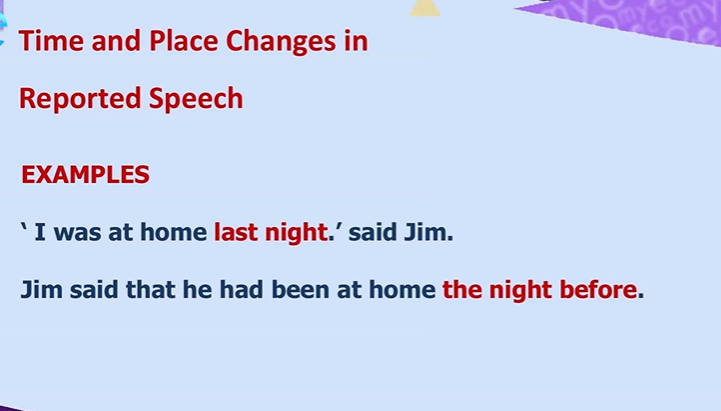 Time and Place Changes in
Reported Speech
EXAMPLES
‘ I was at home last night.’ said Jim.
Jim said that he had been at home the night before.